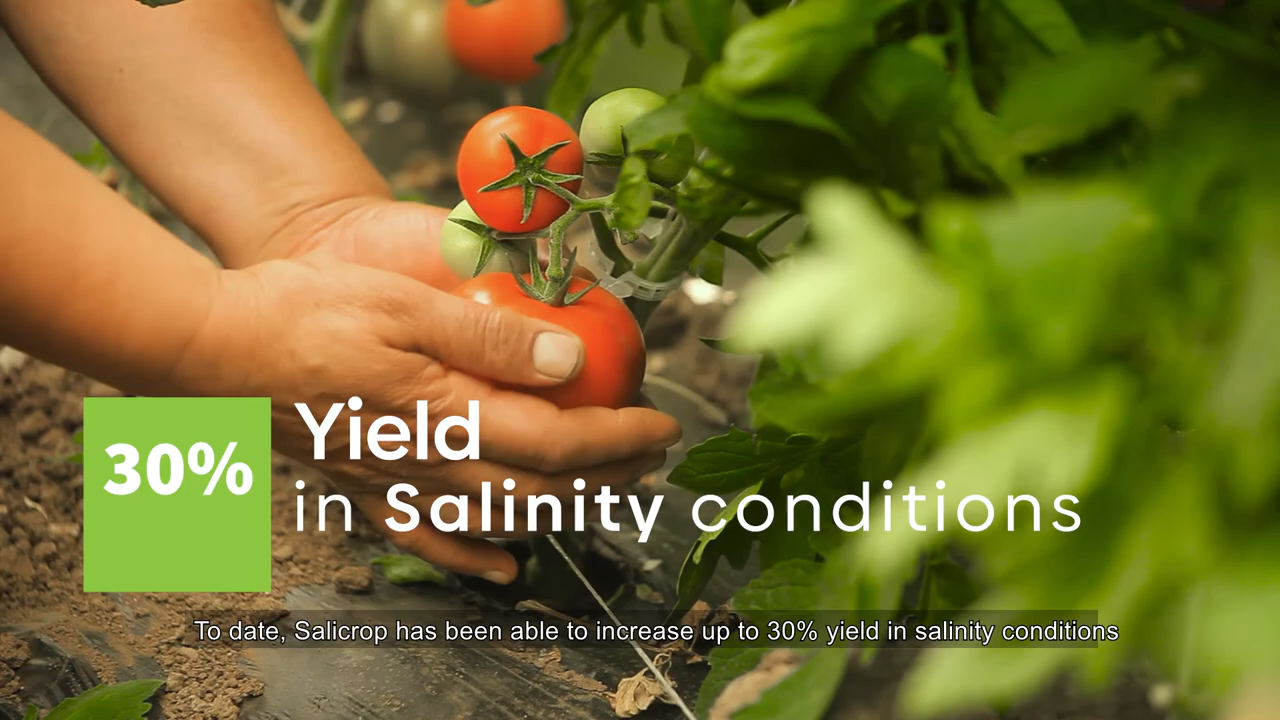 30%
Yield
in Salinity conditions
To date, Salicrop has been able to increase up to 30% yield in salinity conditions